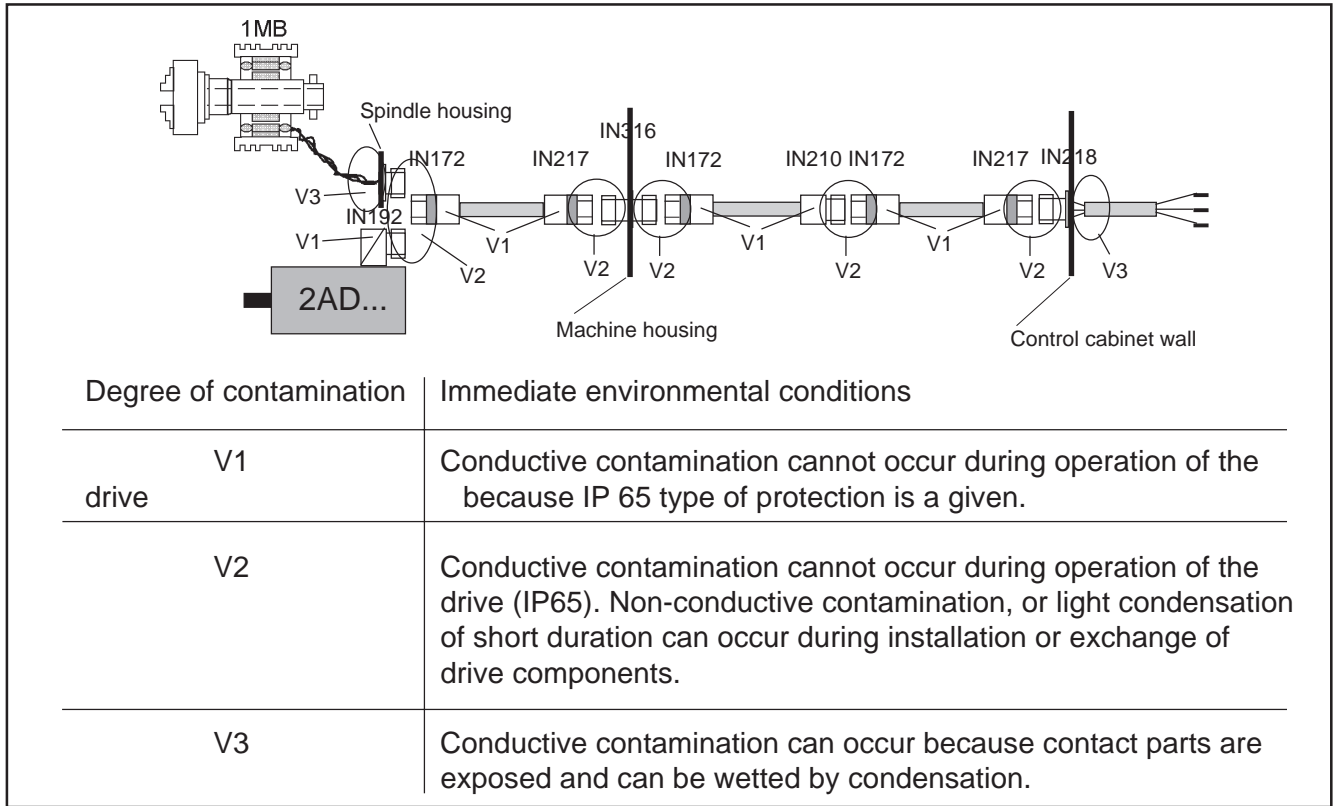 1MB
Spindle housing
IN316
IN172 IN217 IN172 IN210 IN172 IN217 IN218
V3
IN192
V1 V1 V1 V1
V2 V2 V2 V2 V2 V3
2AD...
Machine housing
Control cabinet wall
Degree of contamination Immediate environmental conditions
V1 Conductive contamination cannot occur during operation of the
drive because IP 65 type of protection is a given.
V2 Conductive contamination cannot occur during operation of the
drive (IP65). Non-conductive contamination, or light condensation
of short duration can occur during installation or exchange of
drive components.
V3 Conductive contamination can occur because contact parts are
exposed and can be wetted by condensation.